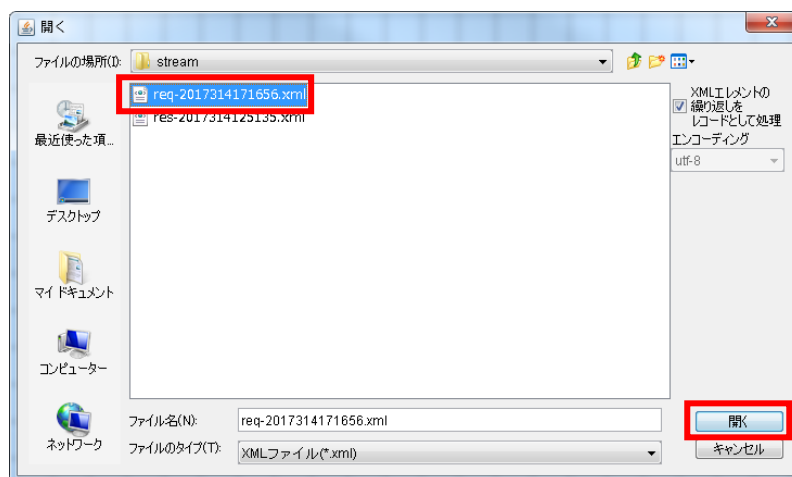 開く
ファイルの場所(I):
stream
req-2017314171656.xml
res-2017314125135.xml
XMLエレメントの
繰り返しを
レコードとして処理
エンコーディング
utf-8
最近使った項...
デスクトップ
マイ ドキュメント
コンピューター
ネットワーク
ファイル名(N):
req-2017314171656.xml
開く
ファイルのタイプ(T):
XMLファイル(*.xml)
キャンセル